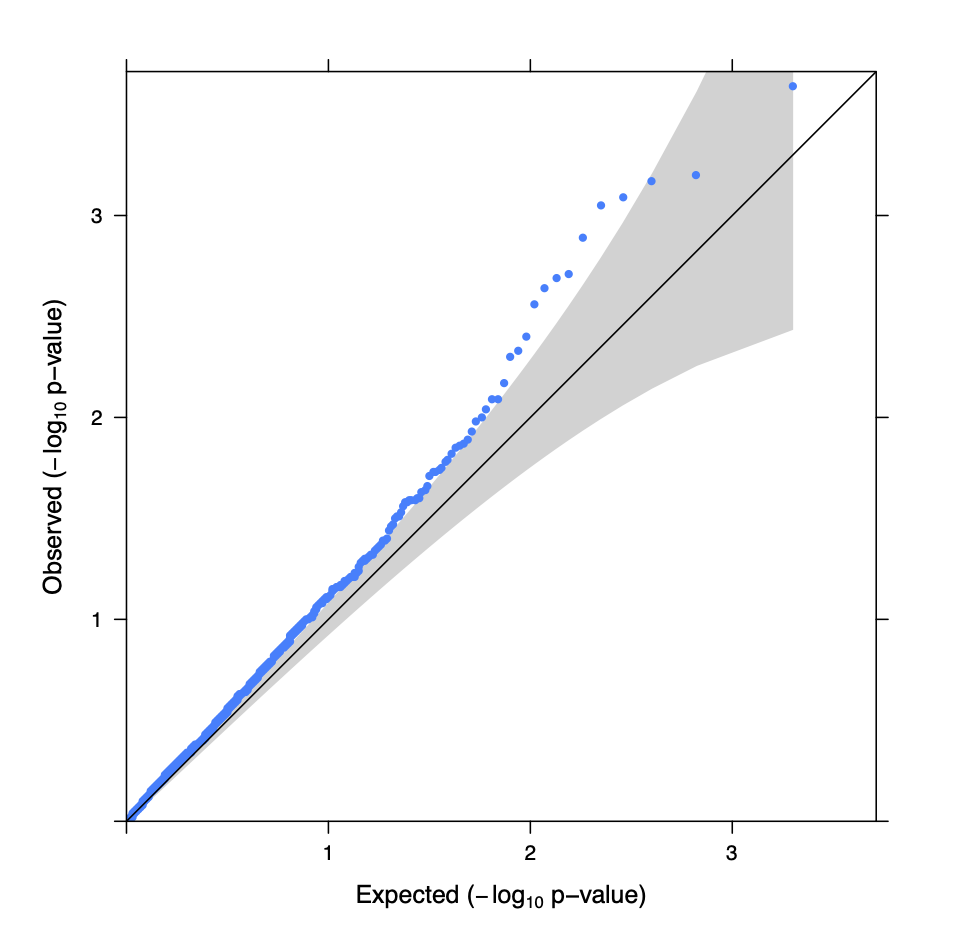 3
2
1
Observed (−log₁₀ p−value)
1 2 3
Expected (−log₁₀ p−value)